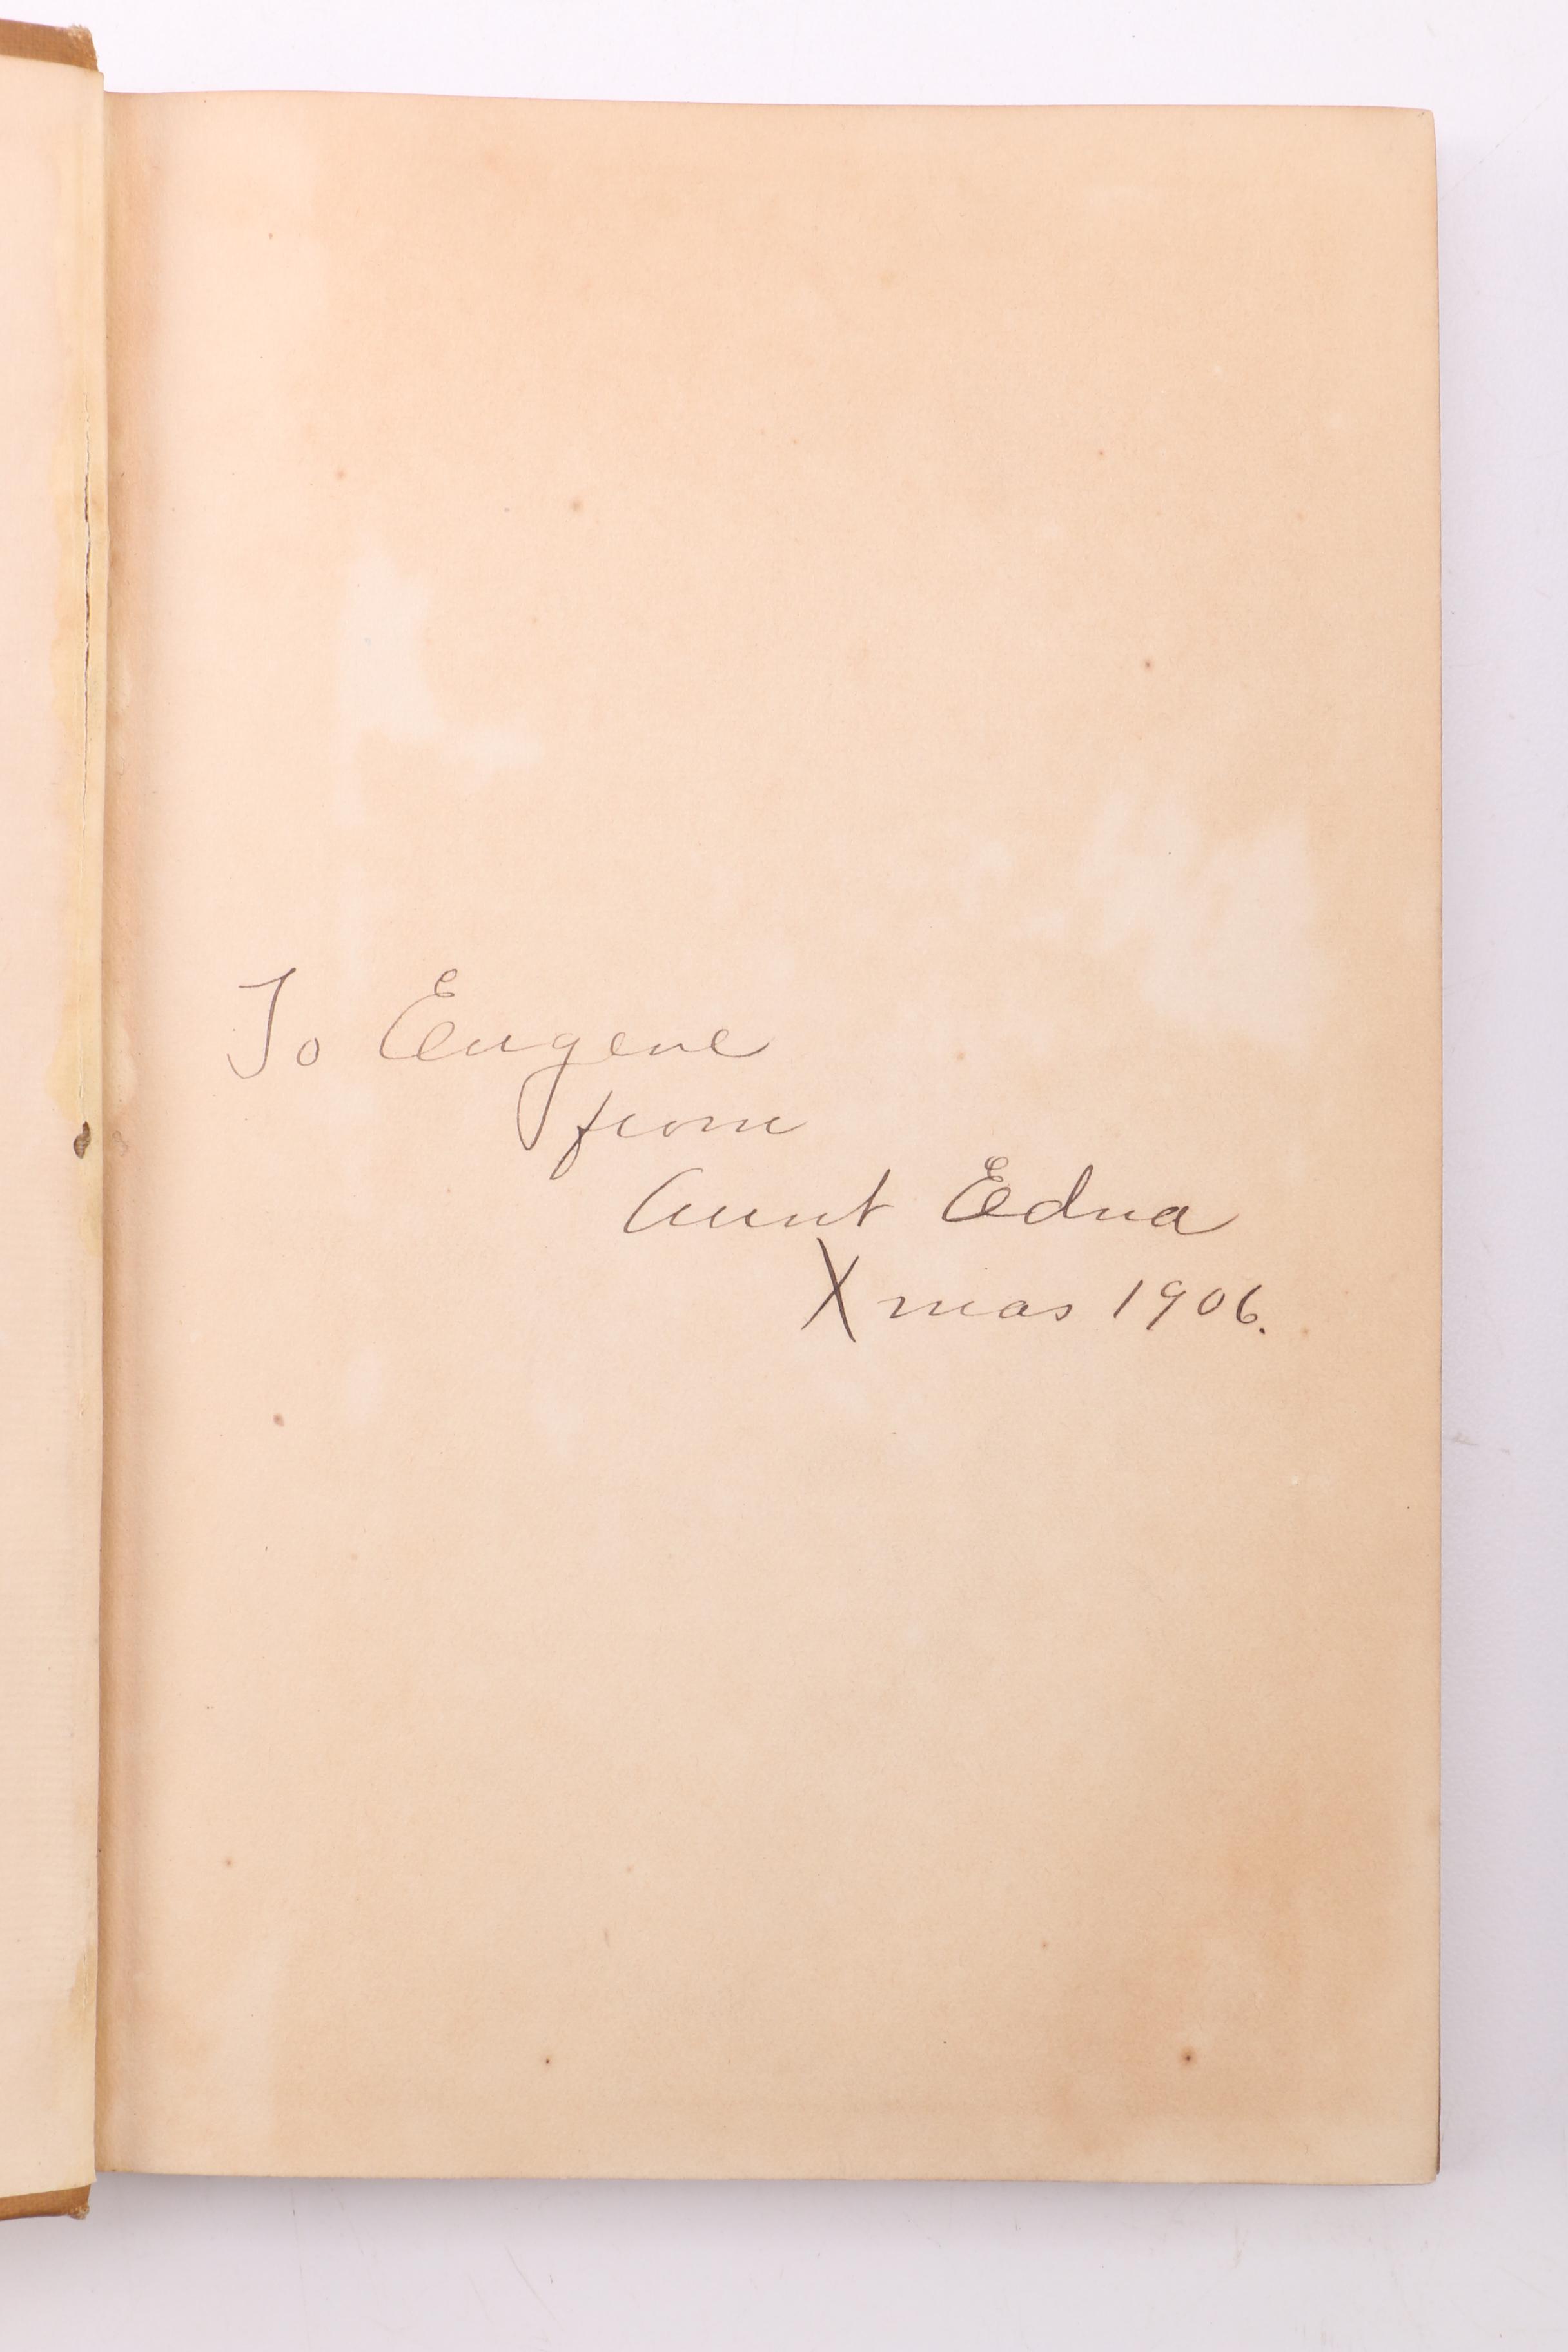 To Eugene
from
Aunt Edna
Xmas 1906.